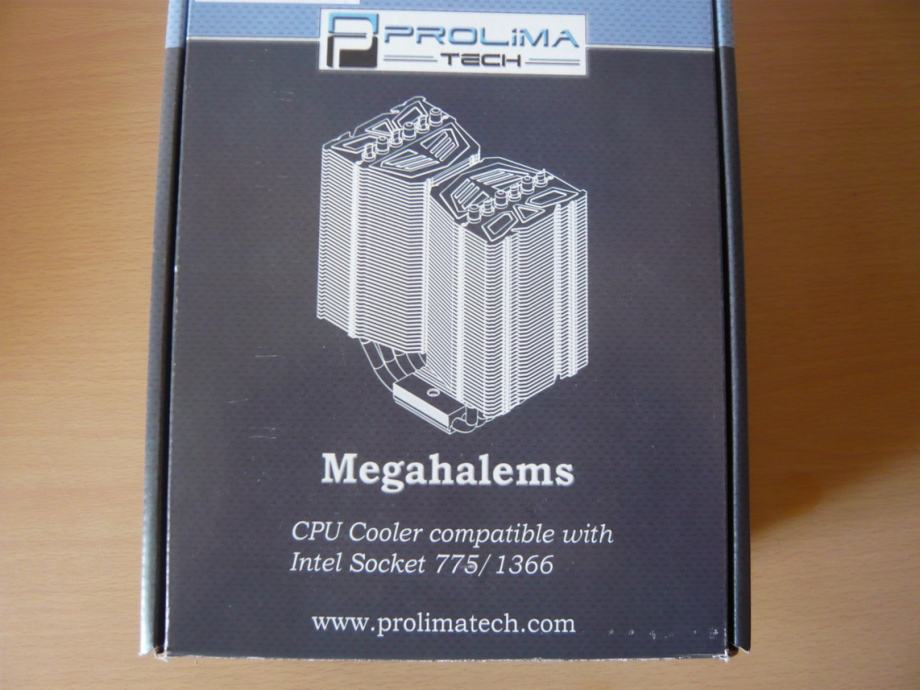 PROLiMA
TECH
Megahalems
CPU Cooler compatible with
Intel Socket 775/1366
www.prolimatech.com